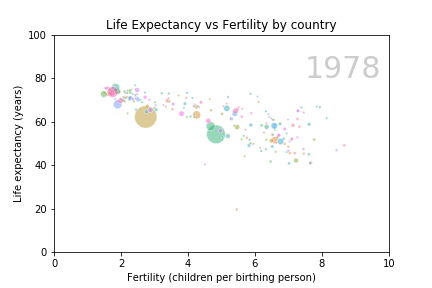 Life Expectancy vs Fertility by country
1978
Life expectancy (years)
100
80
60
40
20
0
0 2 4 6 8 10
Fertility (children per birthing person)